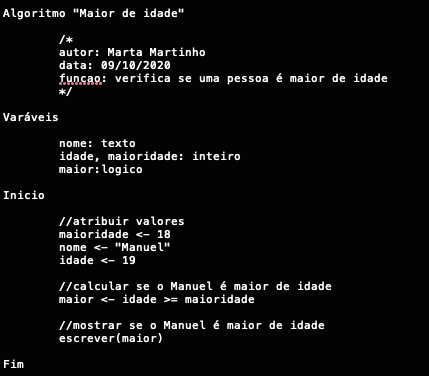 Algoritmo "Maior de idade"
/*
autor: Marta Martinho
data: 09/10/2020
funçao: verifica se uma pessoa é maior de idade
*/
Varáveis
nome: texto
idade, maioridade: inteiro
maior:logico
Inicio
//atribuir valores
maioridade <– 18
nome <– "Manuel"
idade <– 19
//calcular se o Manuel é maior de idade
maior <– idade >= maioridade
//mostrar se o Manuel é maior de idade
escrever(maior)
Fim